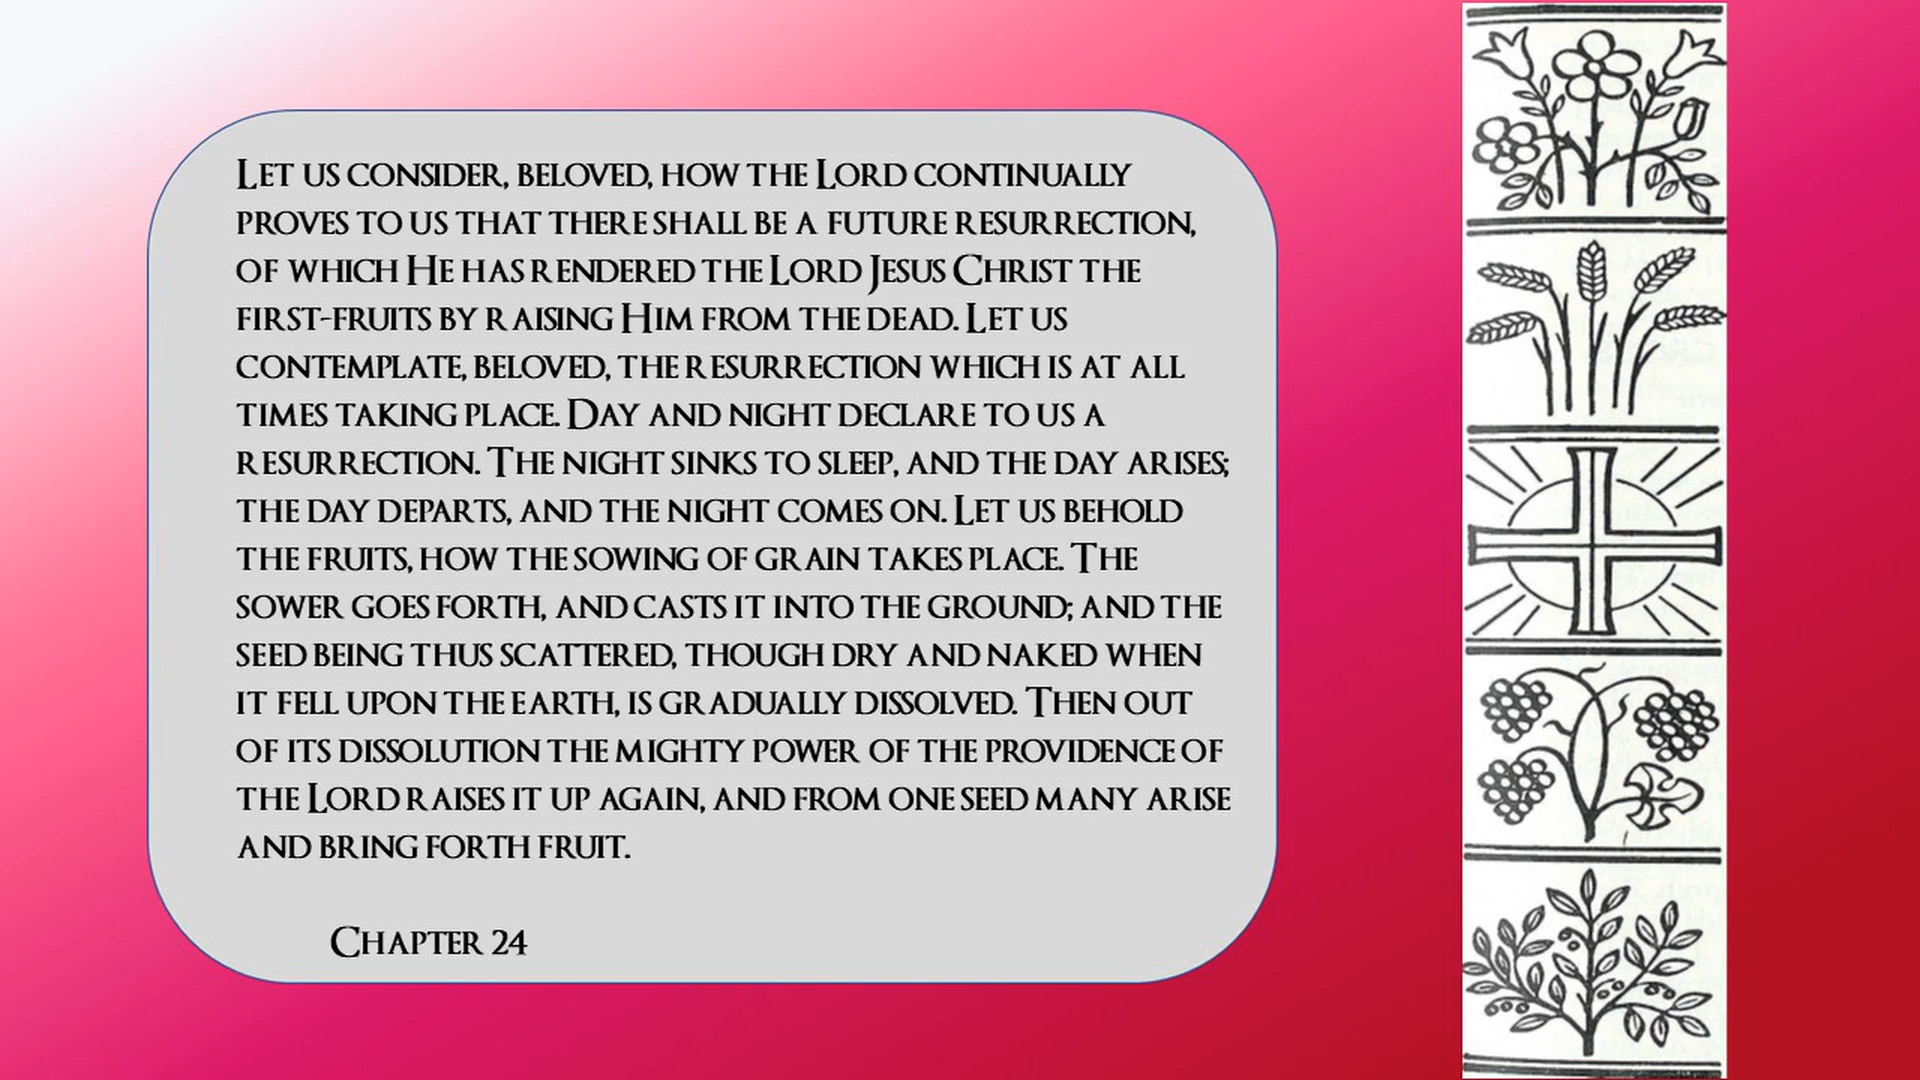 Let us consider, beloved, how the Lord continually
proves to us that there shall be a future resurrection,
of which He has rendered the Lord Jesus Christ the
first-fruits by raising Him from the dead. Let us
contemplate, beloved, the resurrection which is at all
times taking place. Day and night declare to us a
resurrection. The night sinks to sleep, and the day arises;
the day departs, and the night comes on. Let us behold
the fruits, how the sowing of grain takes place. The
sower goes forth, and casts it into the ground; and the
seed being thus scattered, though dry and naked when
it fell upon the earth, is gradually dissolved. Then out
of its dissolution the mighty power of the providence of
the Lord raises it up again, and from one seed many arise
and bring forth fruit.
Chapter 24